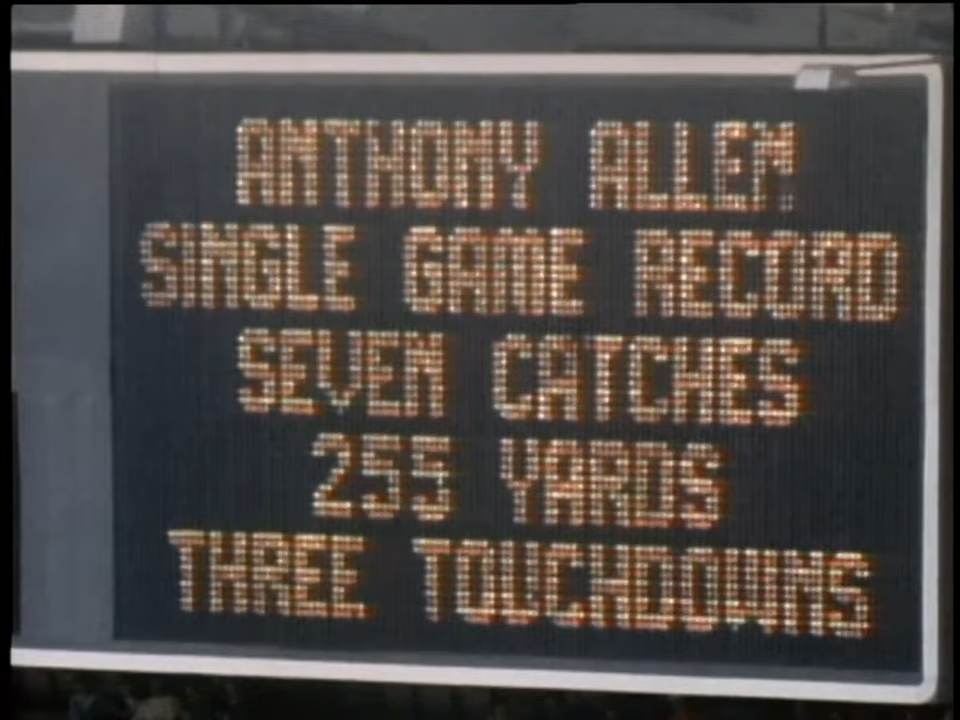 ANTHONY ALLEN
SINGLE GAME RECORD
SEVEN CATCHES
255 YARDS
THREE TOUCHDOWNS